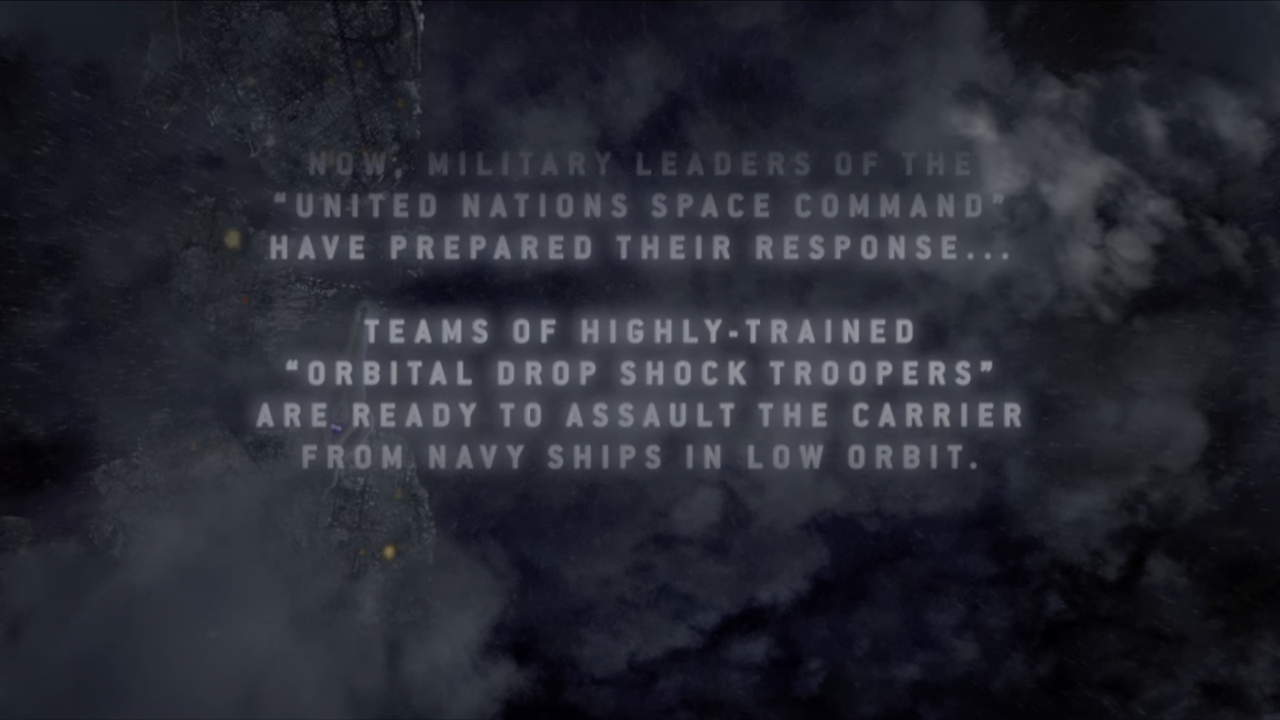 NOW, MILITARY LEADERS OF THE
“UNITED NATIONS SPACE COMMAND”
HAVE PREPARED THEIR RESPONSE...
TEAMS OF HIGHLY-TRAINED
“ORBITAL DROP SHOCK TROOPERS”
ARE READY TO ASSAULT THE CARRIER
FROM NAVY SHIPS IN LOW ORBIT.